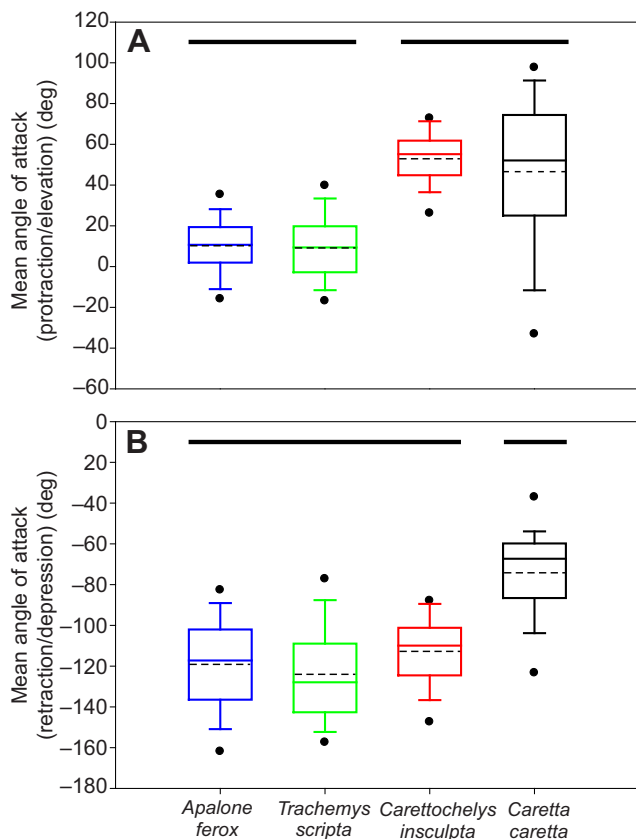 A
Mean angle of attack
(protraction/elevation) (deg)
120
100
80
60
40
20
0
–20
–40
–60
B
Mean angle of attack
(retraction/depression) (deg)
0
20
–40
–60
–80
–100
–120
–140
–160
–180
Apalone Trachemys Carettochelys Caretta
ferox scripta insculpta caretta